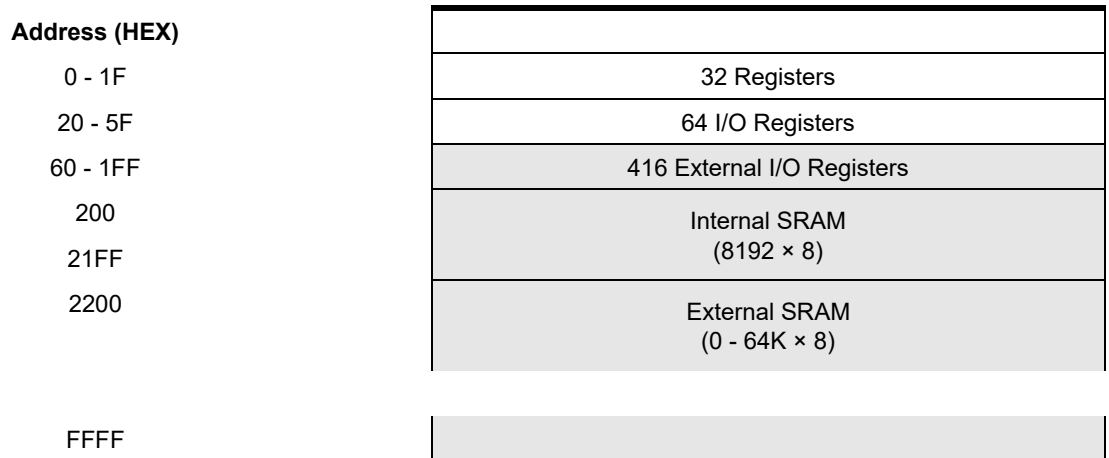 Address (HEX)
0 - 1F
32 Registers
20 - 5F
64 I/O Registers
60 - 1FF
416 External I/O Registers
200
Internal SRAM
(8192 × 8)
21FF
2200
External SRAM
(0 - 64K × 8)
FFFF